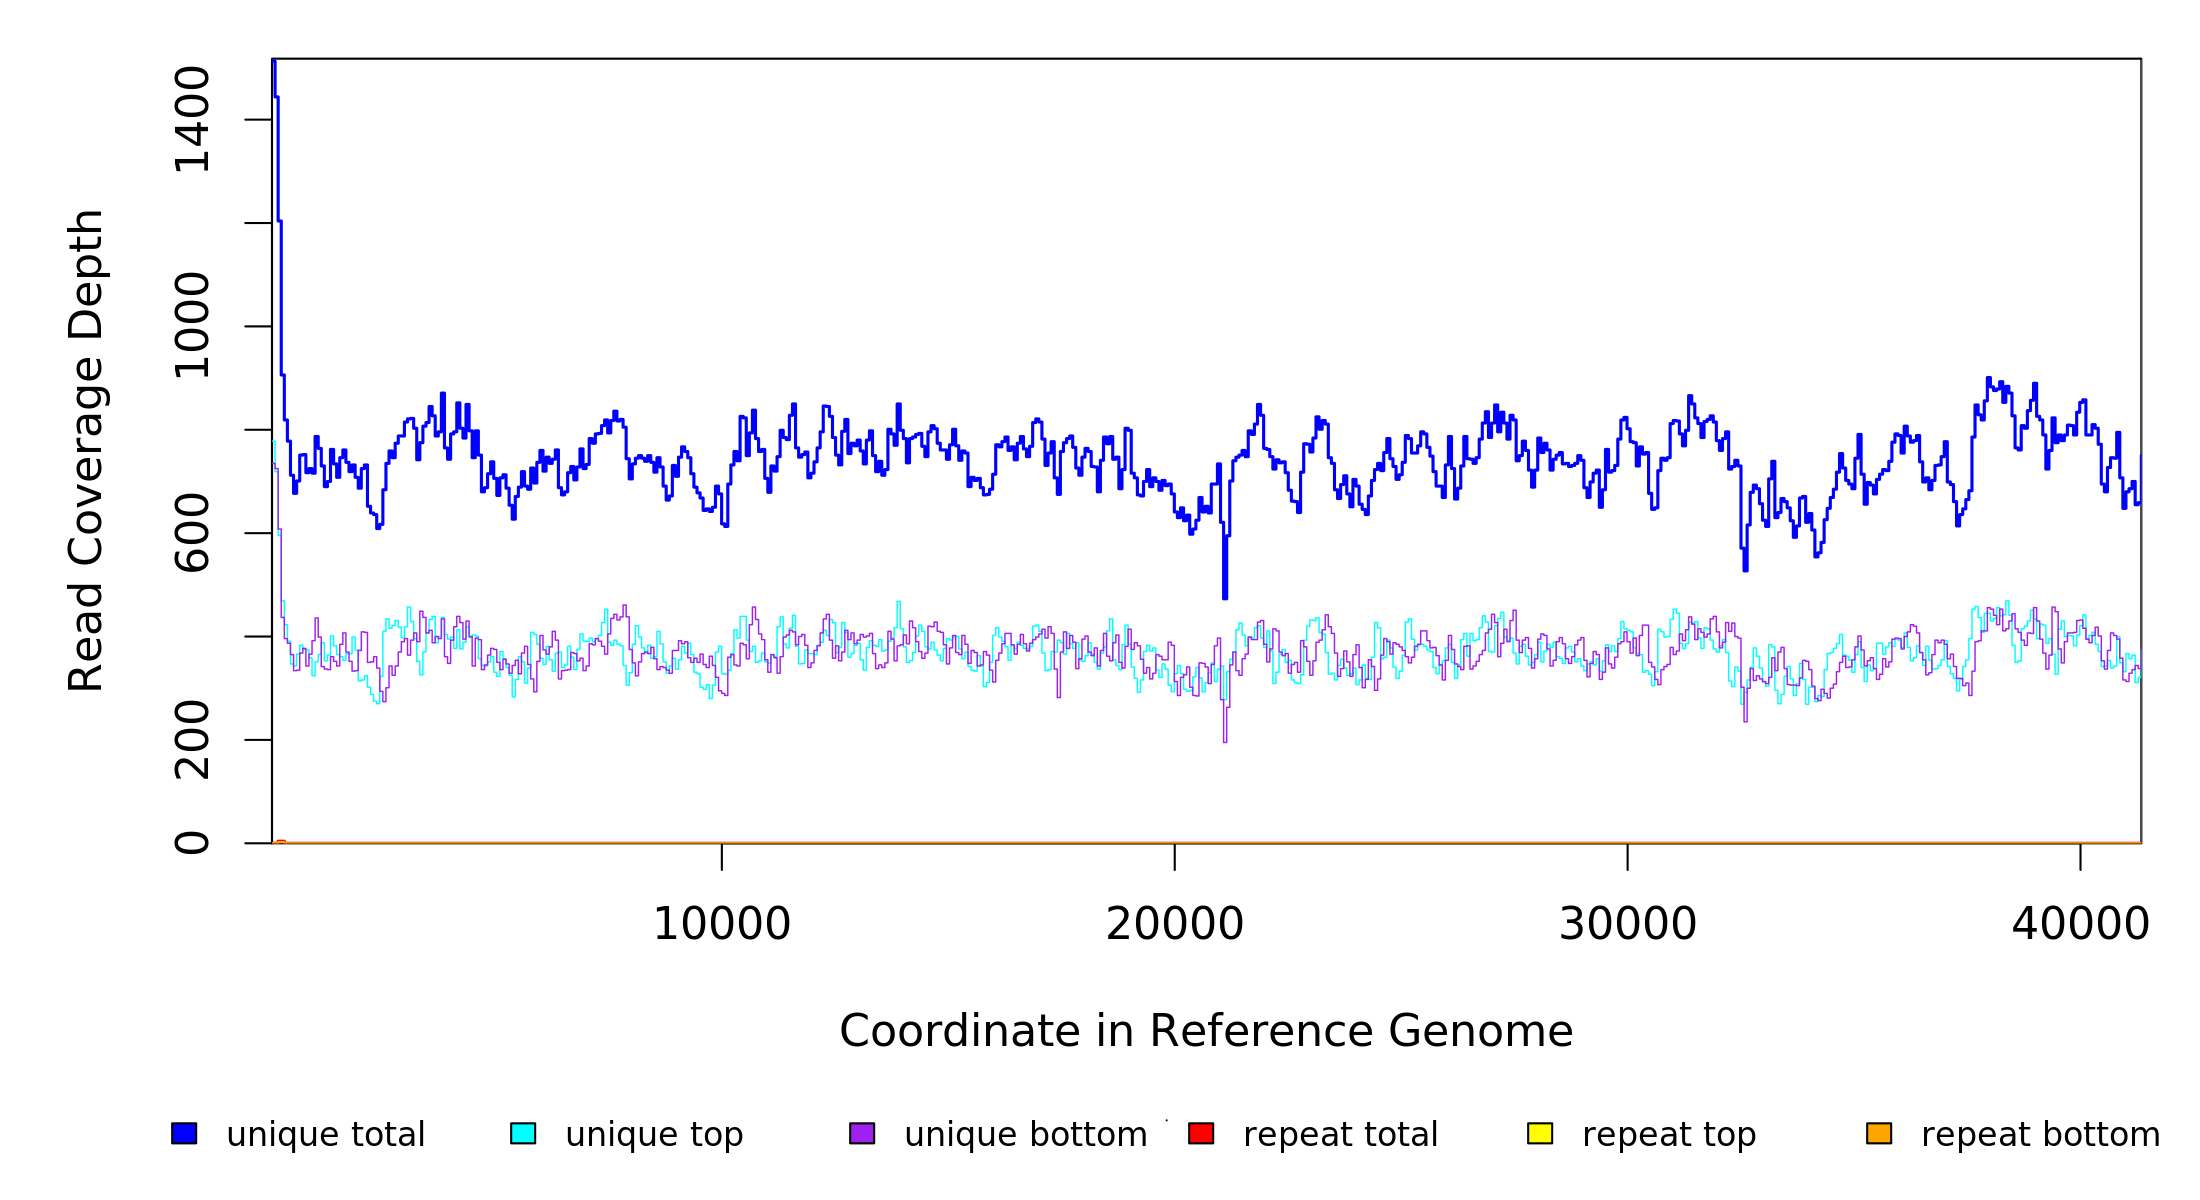 Read Coverage Depth
1400
1000
600
200
0
10000 20000 30000 40000
Coordinate in Reference Genome
unique total unique top unique bottom repeat total repeat top repeat bottom